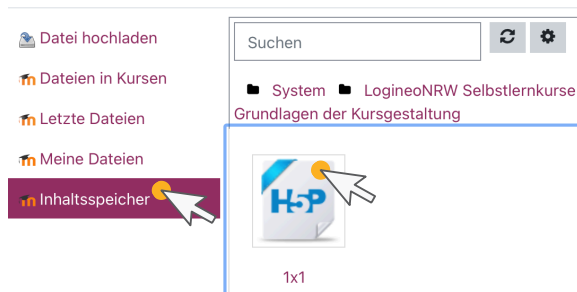 Datei hochladen
Dateien in Kursen
Letzte Dateien
Meine Dateien
Inhaltsspeicher
Suchen
System LogineoNRW Selbstlernkurse
Grundlagen der Kursgestaltung
H5P
1x1